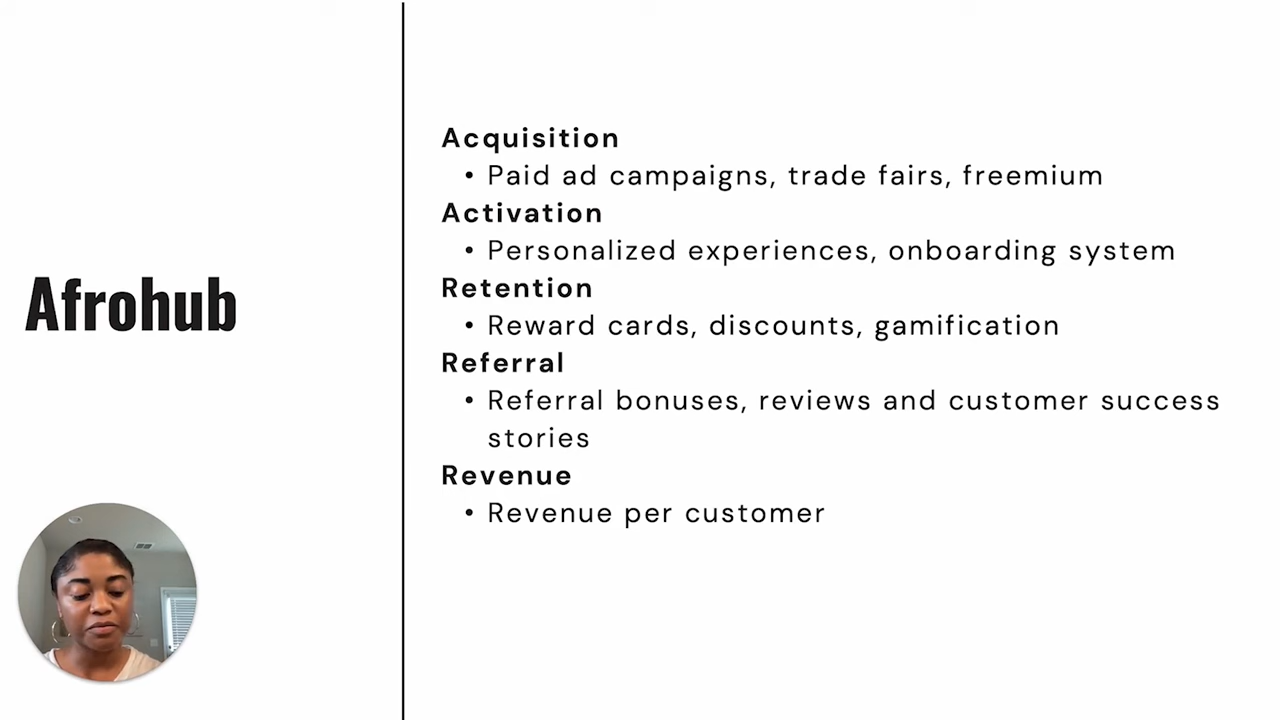 Afrohub
Acquisition
• Paid ad campaigns, trade fairs, freemium
Activation
• Personalized experiences, onboarding system
Retention
• Reward cards, discounts, gamification
Referral
• Referral bonuses, reviews and customer success
stories
Revenue
• Revenue per customer